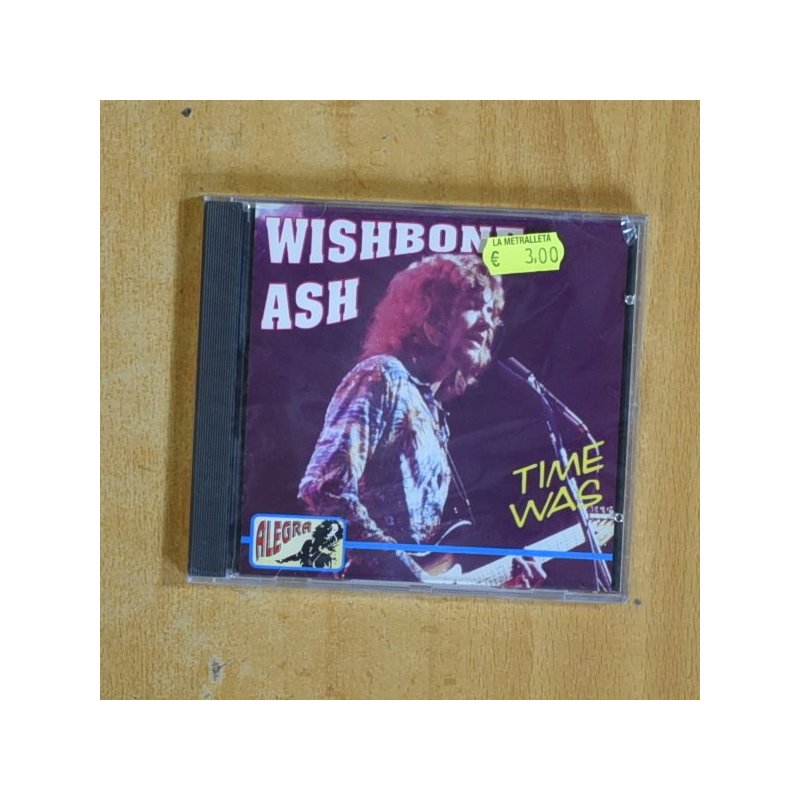 WISHBONE
ASH
LA METRALLETA
€ 3.00
TIME
WAS
ALEGRA